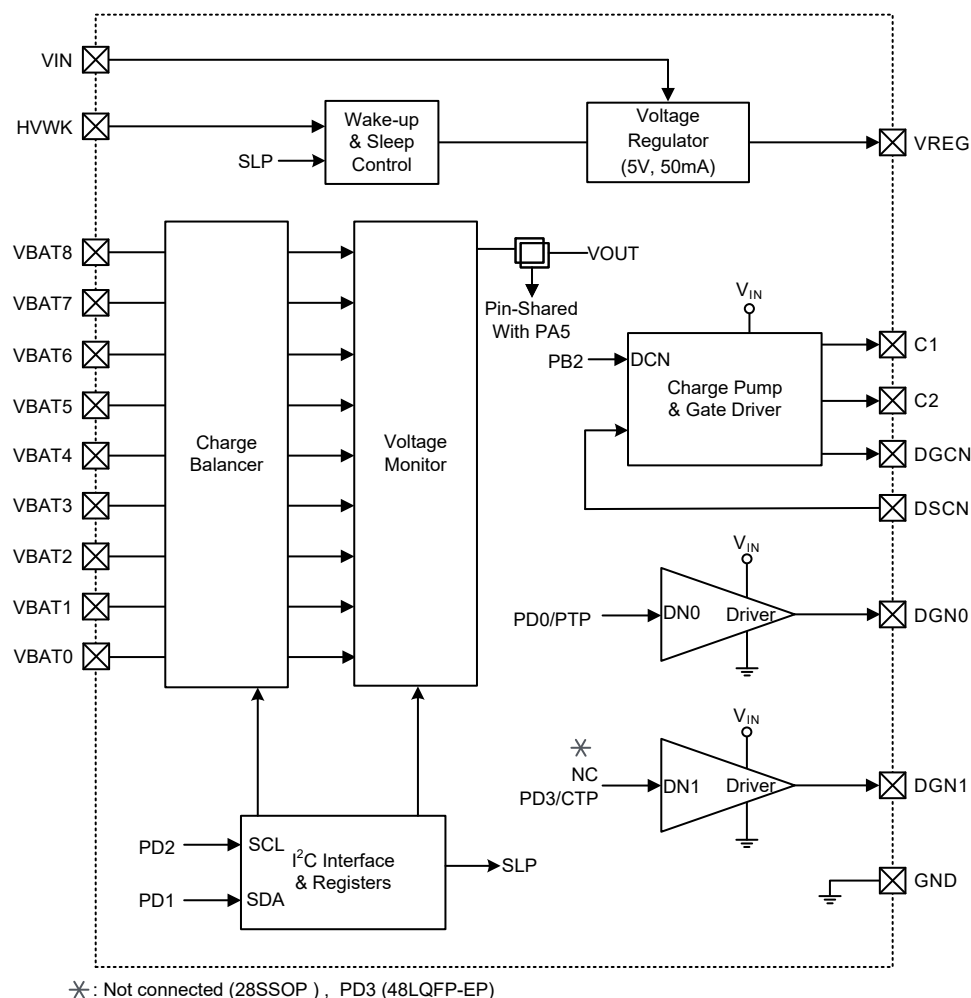 VIN
HVWK
Wake-up
& Sleep
Control
SLP
Voltage
Regulator
(5V, 50mA)
VREG
VBAT8
VBAT7
VBAT6
VBAT5
VBAT4
VBAT3
VBAT2
VBAT1
VBAT0
Charge
Balancer
Voltage
Monitor
VOUT
Pin-Shared
With PA5
VIN
PB2
DCN
Charge Pump
& Gate Driver
C1
C2
DGCN
DSCN
VIN
PD0/PTP
DN0
Driver
DGN0
VIN
NC
PD3/CTP
DN1
Driver
DGN1
PD2
SCL
PD1
SDA
I²C Interface
& Registers
SLP
GND
: Not connected (28SSOP ) , PD3 (48LQFP-EP)